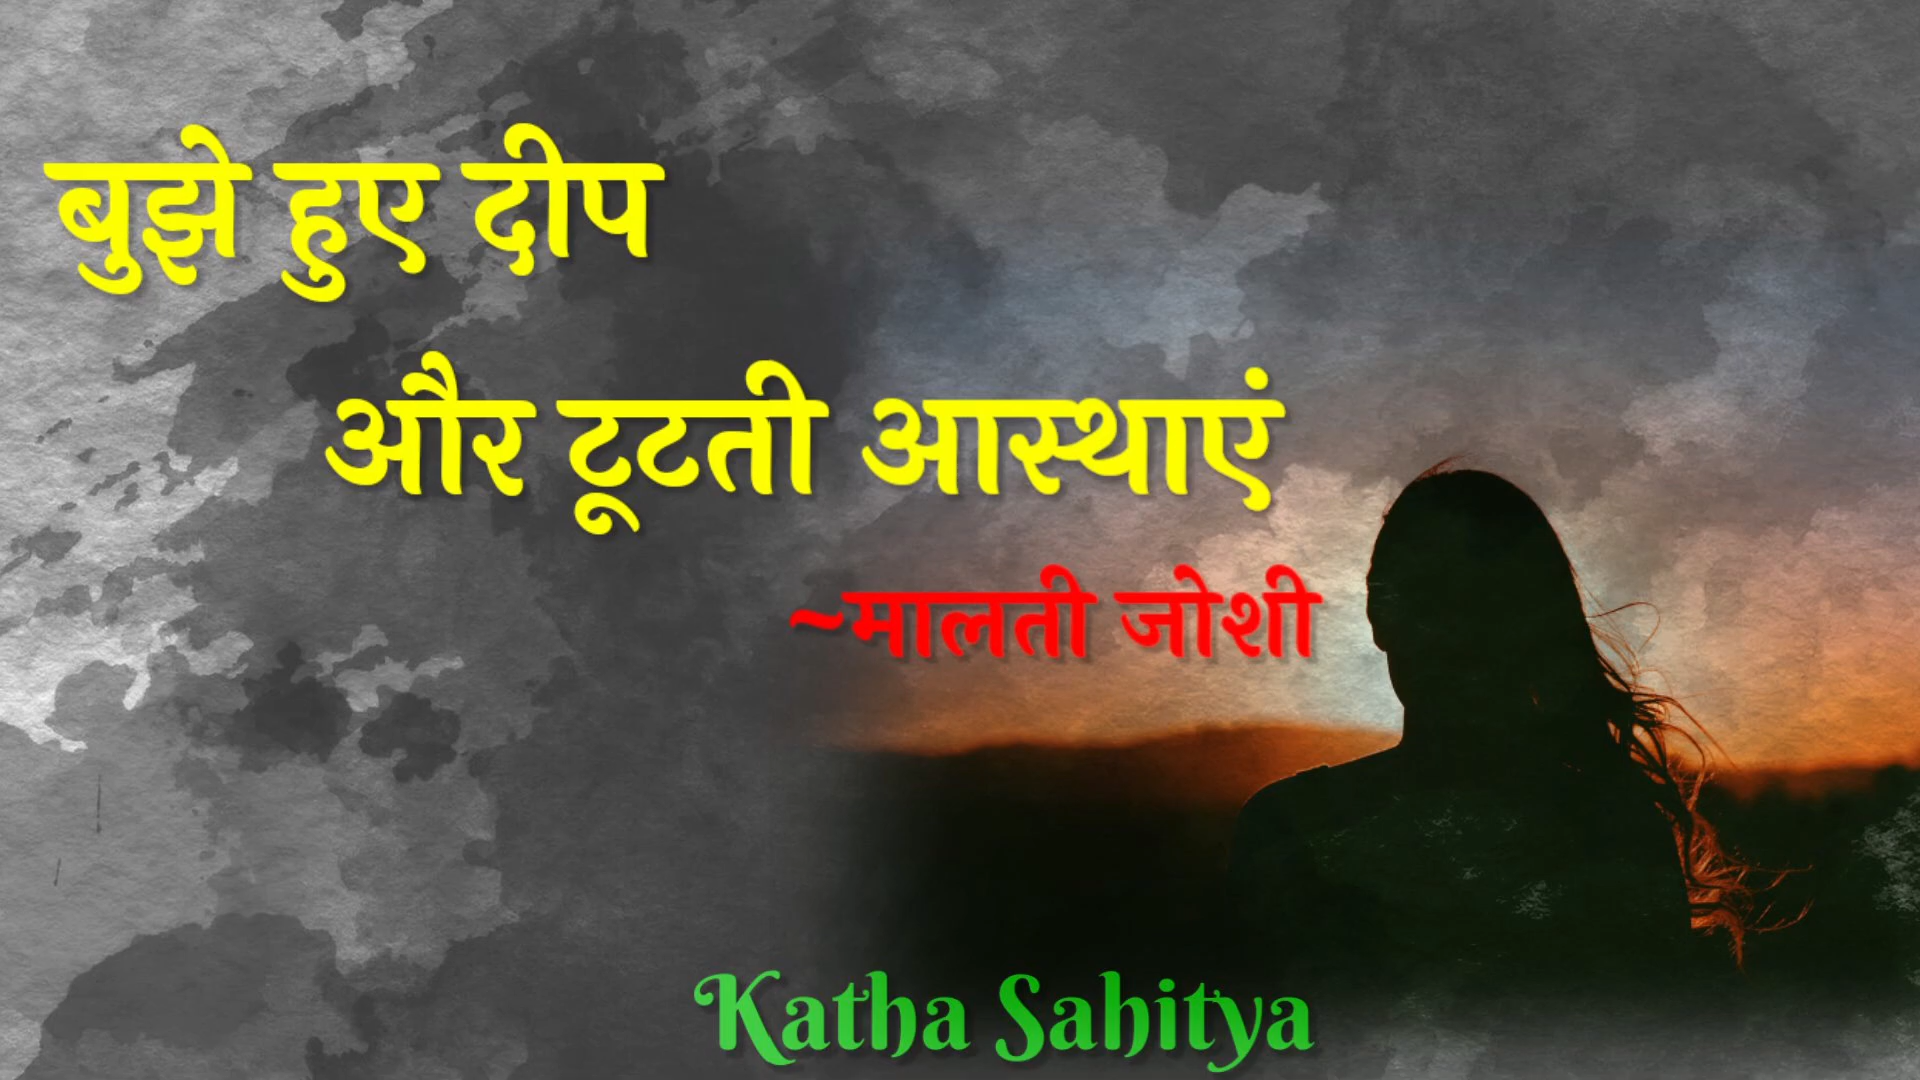 बुझे हुए दीप
और टूटती आस्थाएं
~मालती जोशी
Katha Sahitya